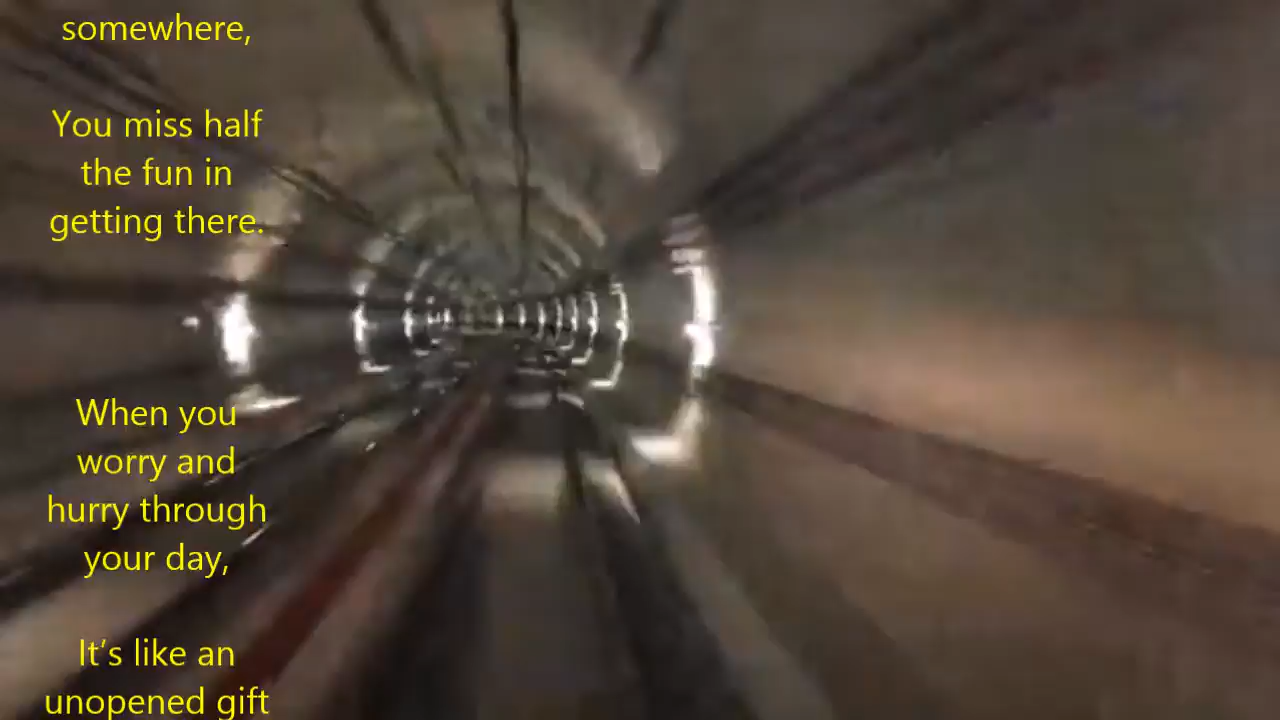 somewhere,
You miss half
the fun in
getting there.
When you
worry and
hurry through
your day,
It's like an
unopened gift